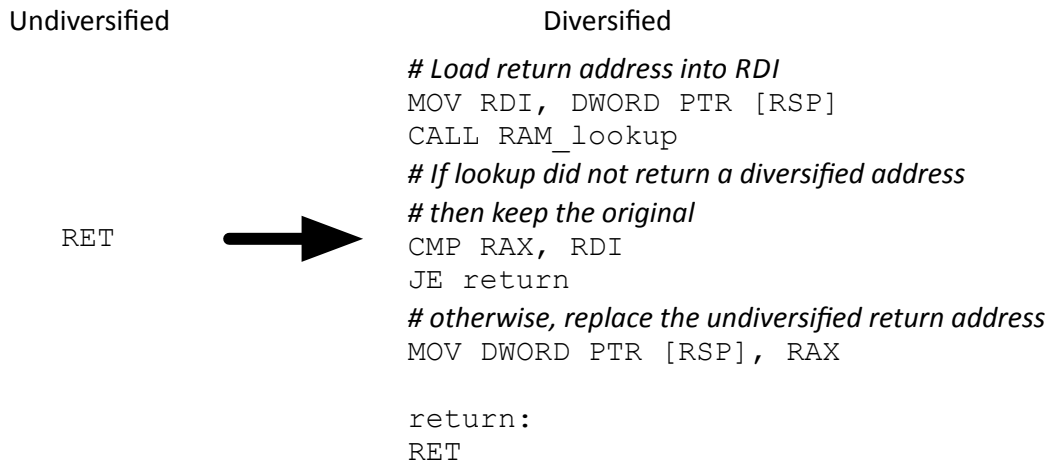 Undiversified Diversified
# Load return address into RDI
MOV RDI, DWORD PTR [RSP]
CALL RAM_lookup
# If lookup did not return a diversified address
# then keep the original
RET
CMP RAX, RDI
JE return
# otherwise, replace the undiversified return address
MOV DWORD PTR [RSP], RAX
return:
RET